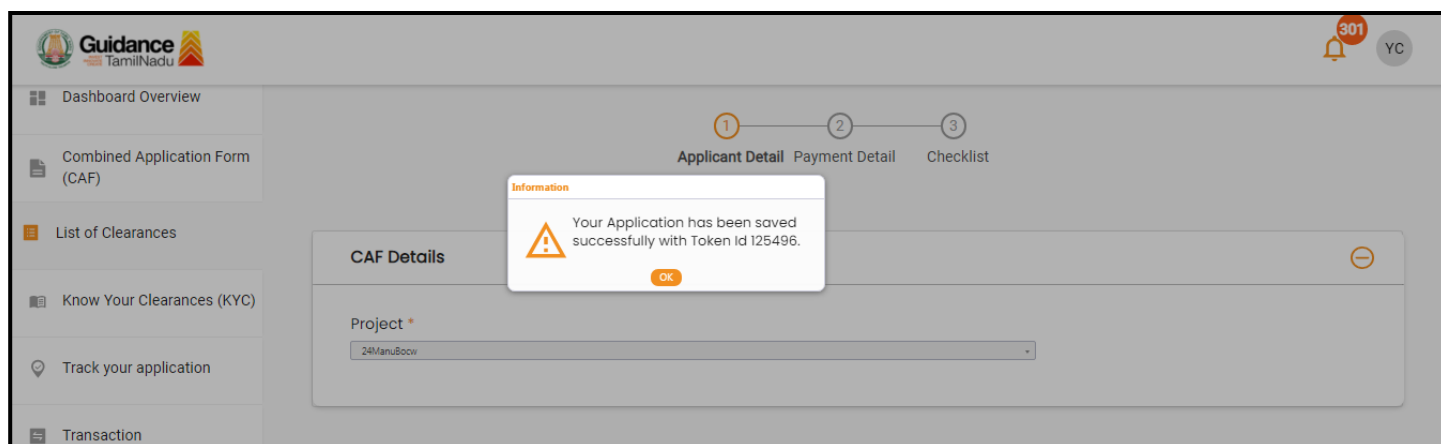 Guidance
TamilNadu
301
YC
Dashboard Overview
Combined Application Form
(CAF)
List of Clearances
Know Your Clearances (KYC)
Track your application
Transaction
1
2
3
Applicant Detail
Payment Detail
Checklist
Information
Your Application has been saved
successfully with Token Id 125496.
OK
CAF Details
Project *
24ManuBocw